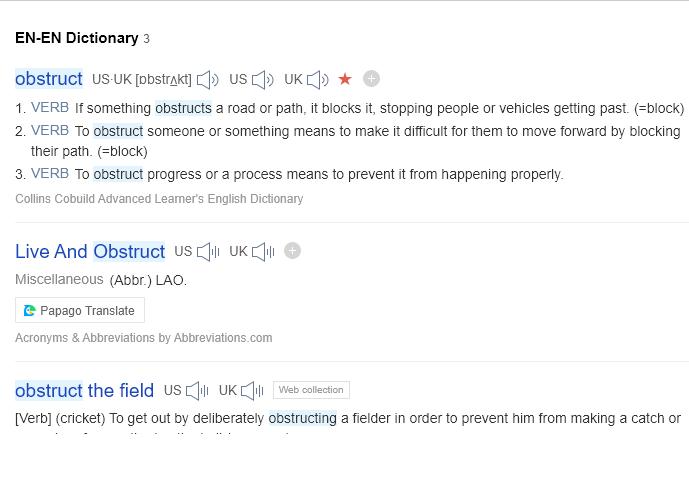 EN-EN Dictionary 3
obstruct US·UK [ɒbstrʌkt] US UK
1. VERB If something obstructs a road or path, it blocks it, stopping people or vehicles getting past. (=block)
2. VERB To obstruct someone or something means to make it difficult for them to move forward by blocking
their path. (=block)
3. VERB To obstruct progress or a process means to prevent it from happening properly.
Collins Cobuild Advanced Learner's English Dictionary
Live And Obstruct US UK
Miscellaneous (Abbr.) LAO.
Papago Translate
Acronyms & Abbreviations by Abbreviations.com
obstruct the field US UK Web collection
[Verb] (cricket) To get out by deliberately obstructing a fielder in order to prevent him from making a catch or